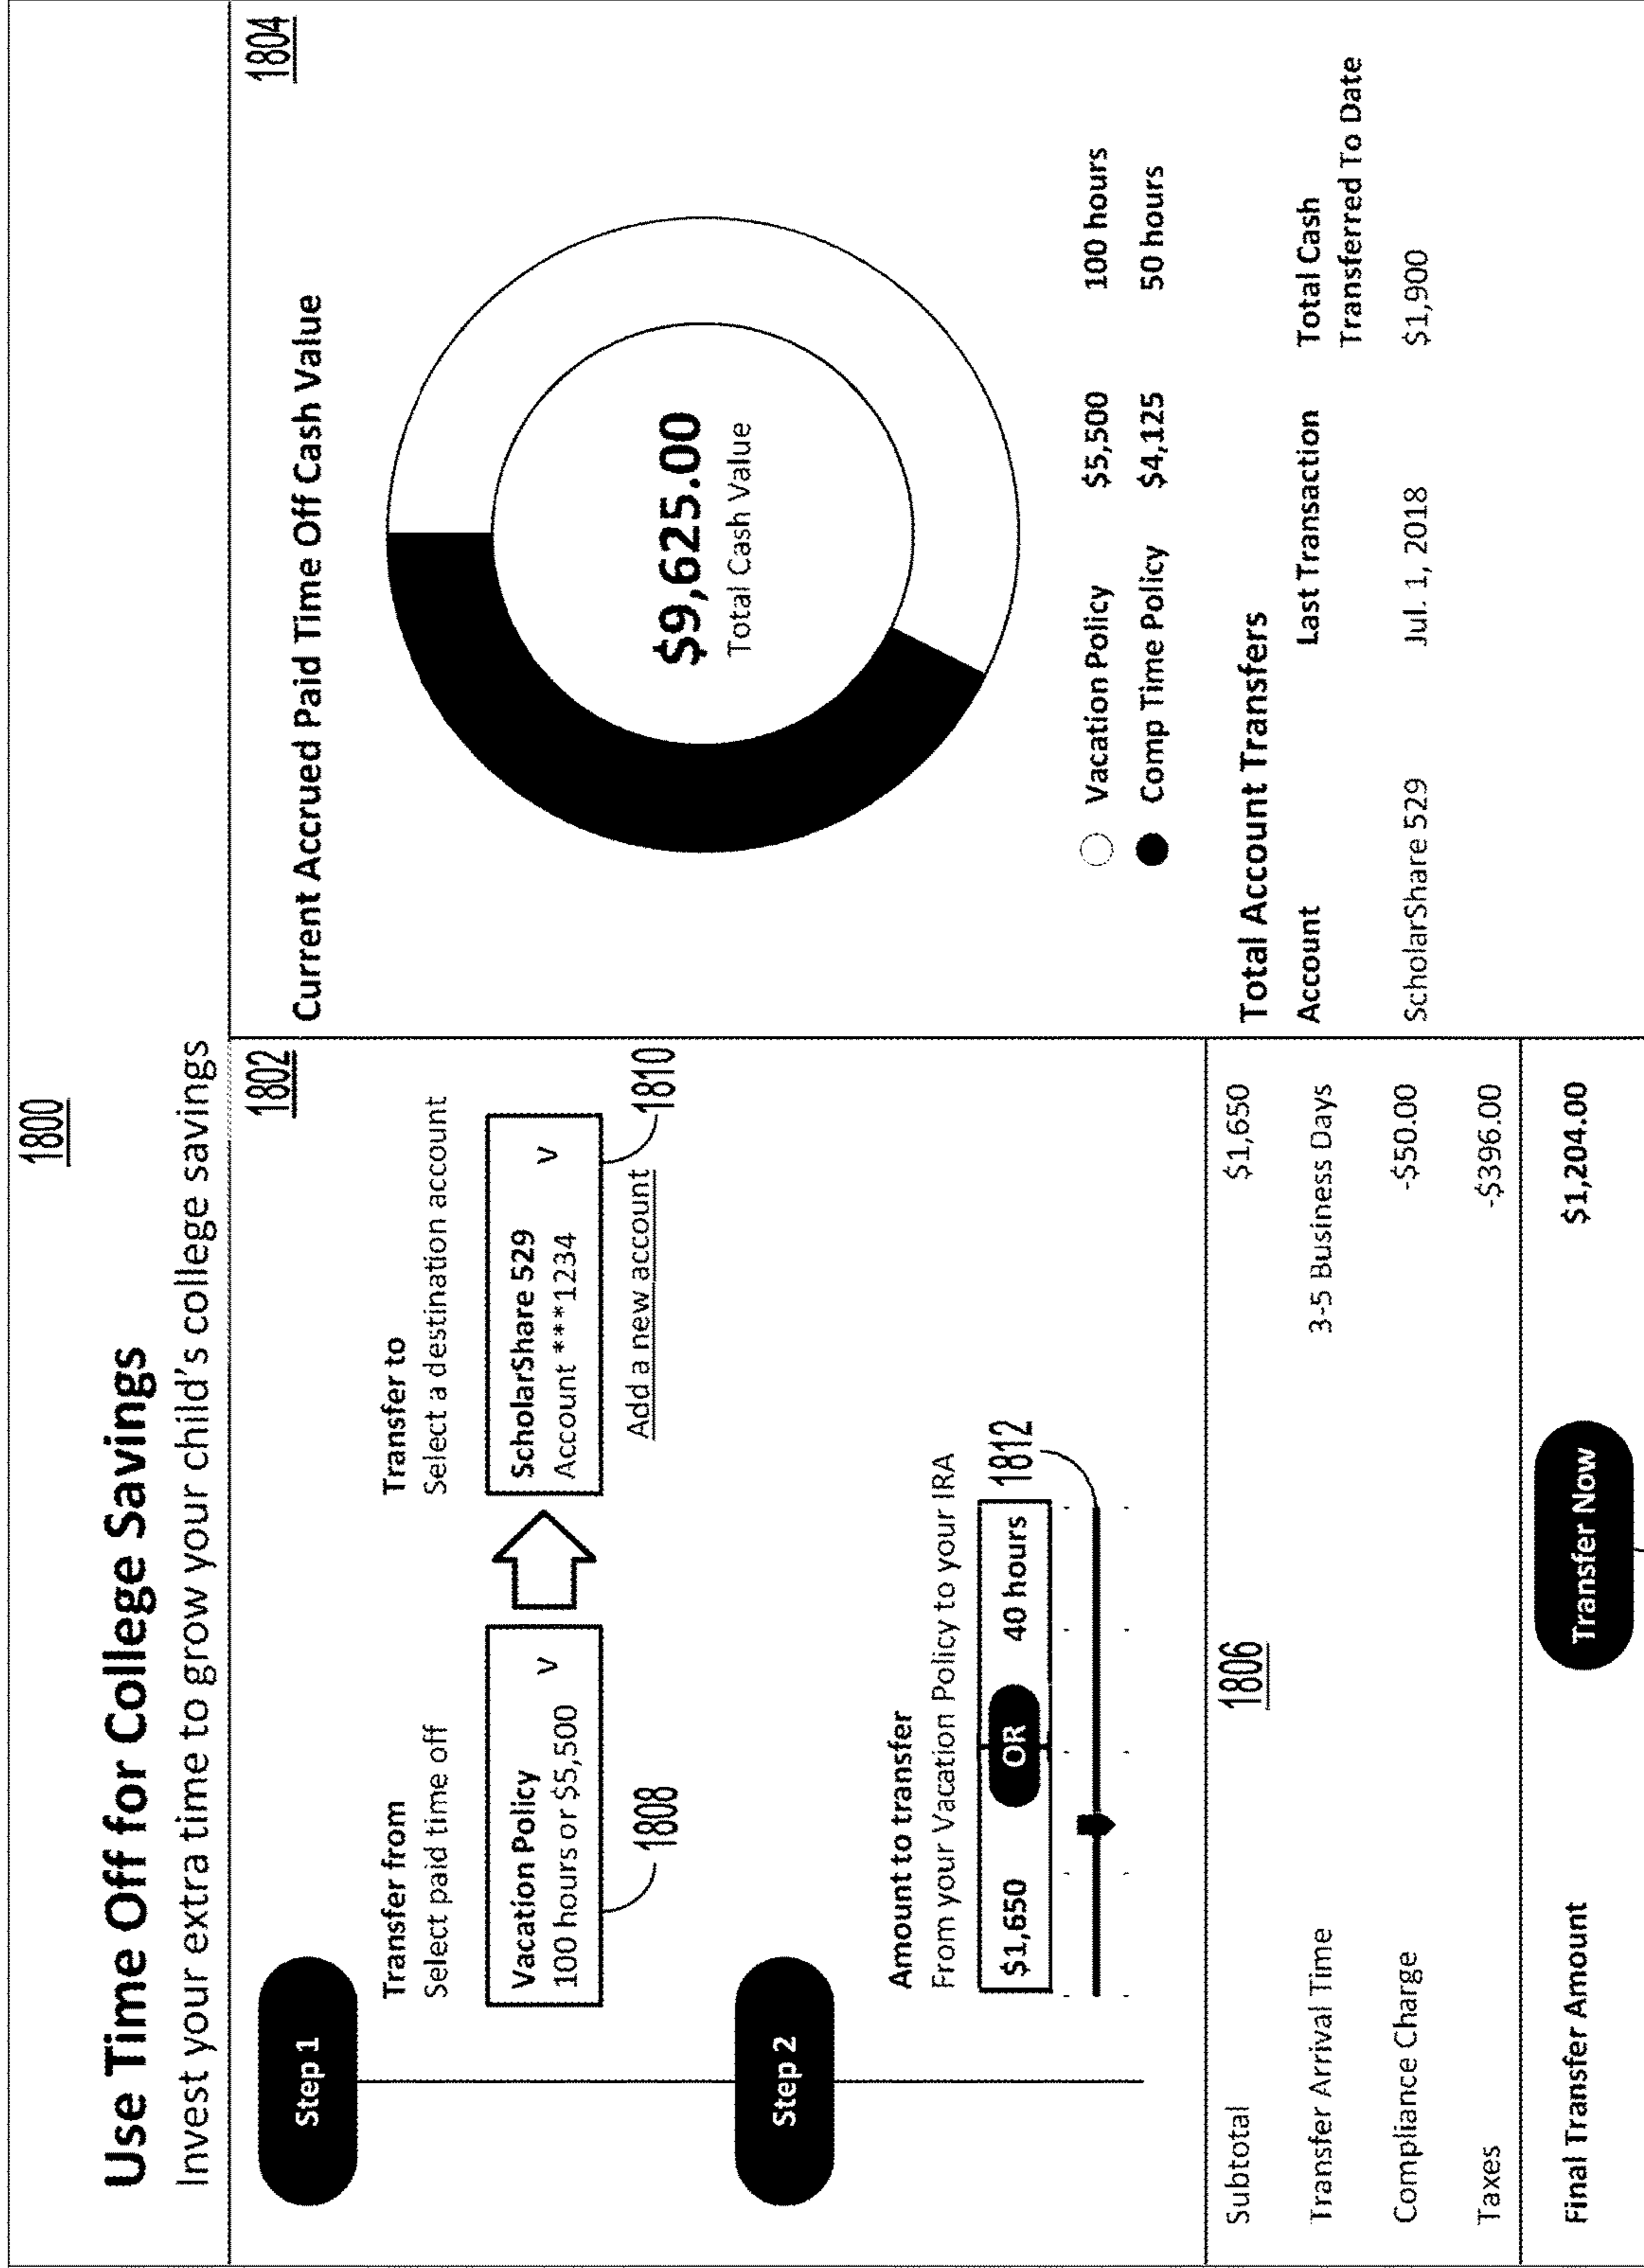 1800
Use Time Off for College Savings
Invest your extra time to grow your child's college savings
1802
Step 1
Transfer from
Select paid time off
Vacation Policy
100 hours or $5,500
V
1808
Transfer to
Select a destination account
ScholarShare 529
Account ***1234
V
1810
Add a new account
Step 2
Amount to transfer
From your Vacation Policy to your IRA
$1,650 OR 40 hours
1812
1806
Subtotal $1,650
Transfer Arrival Time 3-5 Business Days
Compliance Charge -$50.00
Taxes -$396.00
Final Transfer Amount $1,204.00
Transfer Now
1804
Current Accrued Paid Time Off Cash Value
$9,625.00
Total Cash Value
Vacation Policy $5,500 100 hours
Comp Time Policy $4,125 50 hours
Total Account Transfers
Account Last Transaction Total Cash
Transferred To Date
ScholarShare 529 Jul. 1, 2018 $1,900